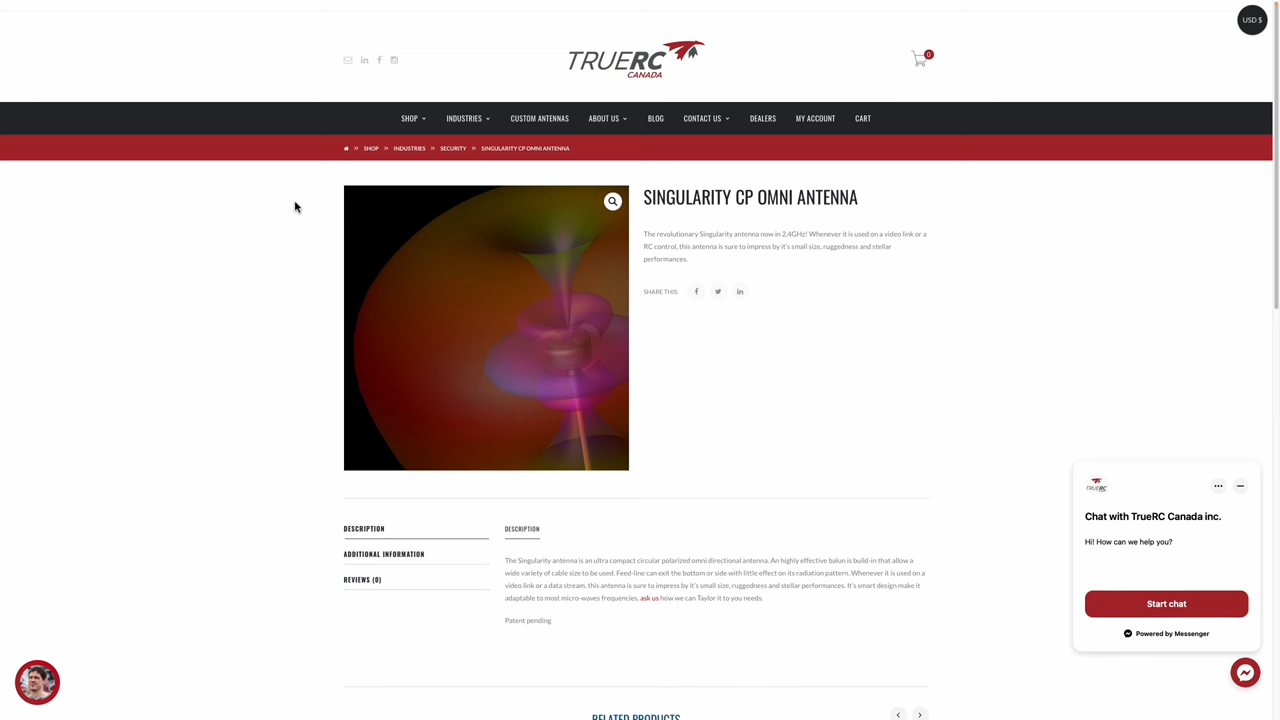 USD $
TRUERC
CANADA
0
SHOP
INDUSTRIES
CUSTOM ANTENNAS
ABOUT US
BLOG
CONTACT US
DEALERS
MY ACCOUNT
CART
SHOP » INDUSTRIES » SECURITY » SINGULARITY CP OMNI ANTENNA
SINGULARITY CP OMNI ANTENNA
The revolutionary Singularity antenna now in 2.4GHz! Whenever it is used on a video link or a
RC control, this antenna is sure to impress by it's small size, ruggedness and stellar
performances.
SHARE THIS:
DESCRIPTION
ADDITIONAL INFORMATION
REVIEWS (0)
DESCRIPTION
The Singularity antenna is an ultra compact circular polarized omni directional antenna. An highly effective balun is build-in that allow a
wide variety of cable size to be used. Feed-line can exit the bottom or side with little effect on its radiation pattern. Whenever it is used on a
video link or a data stream, this antenna is sure to impress by it's small size, ruggedness and stellar performances. It's smart design make it
adaptable to most micro-waves frequencies, ask us how we can Taylor it to you needs.
Patent pending
RELATED PRODUCTS
TRUERC
Chat with TrueRC Canada inc.
Hi! How can we help you?
Start chat
Powered by Messenger